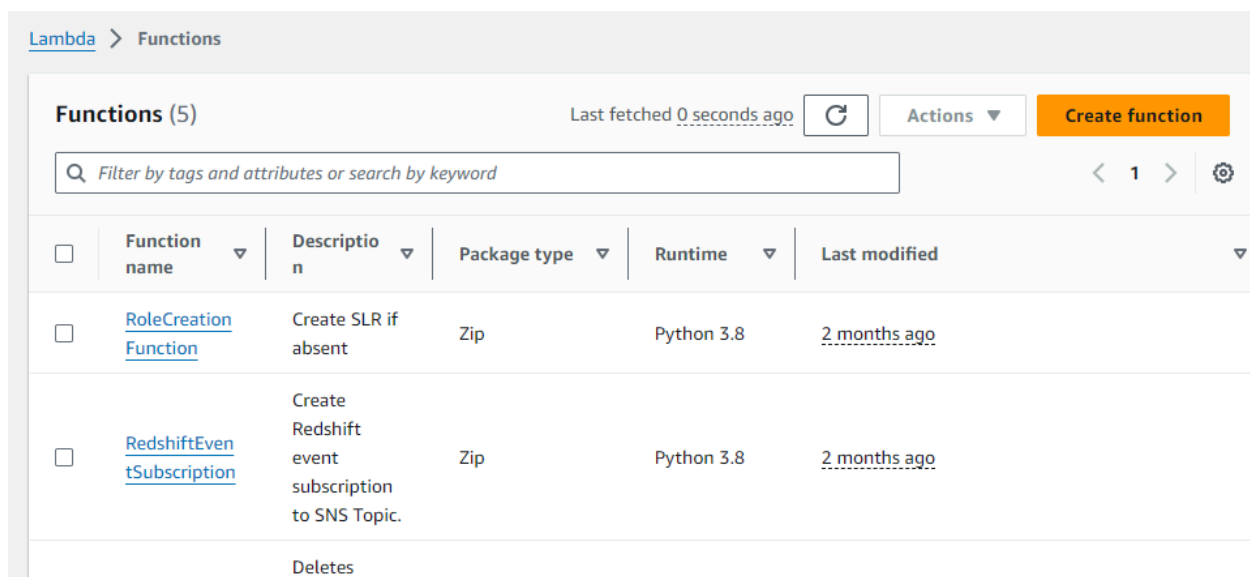 Lambda > Functions
Functions (5)
Last fetched 0 seconds ago
Actions
Create function
Filter by tags and attributes or search by keyword
1
Function
name
Descriptio
n
Package type
Runtime
Last modified
RoleCreation
Function
Create SLR if
absent
Zip
Python 3.8
2 months ago
RedshiftEven
tSubscription
Create
Redshift
event
subscription
to SNS Topic.
Zip
Python 3.8
2 months ago
Deletes